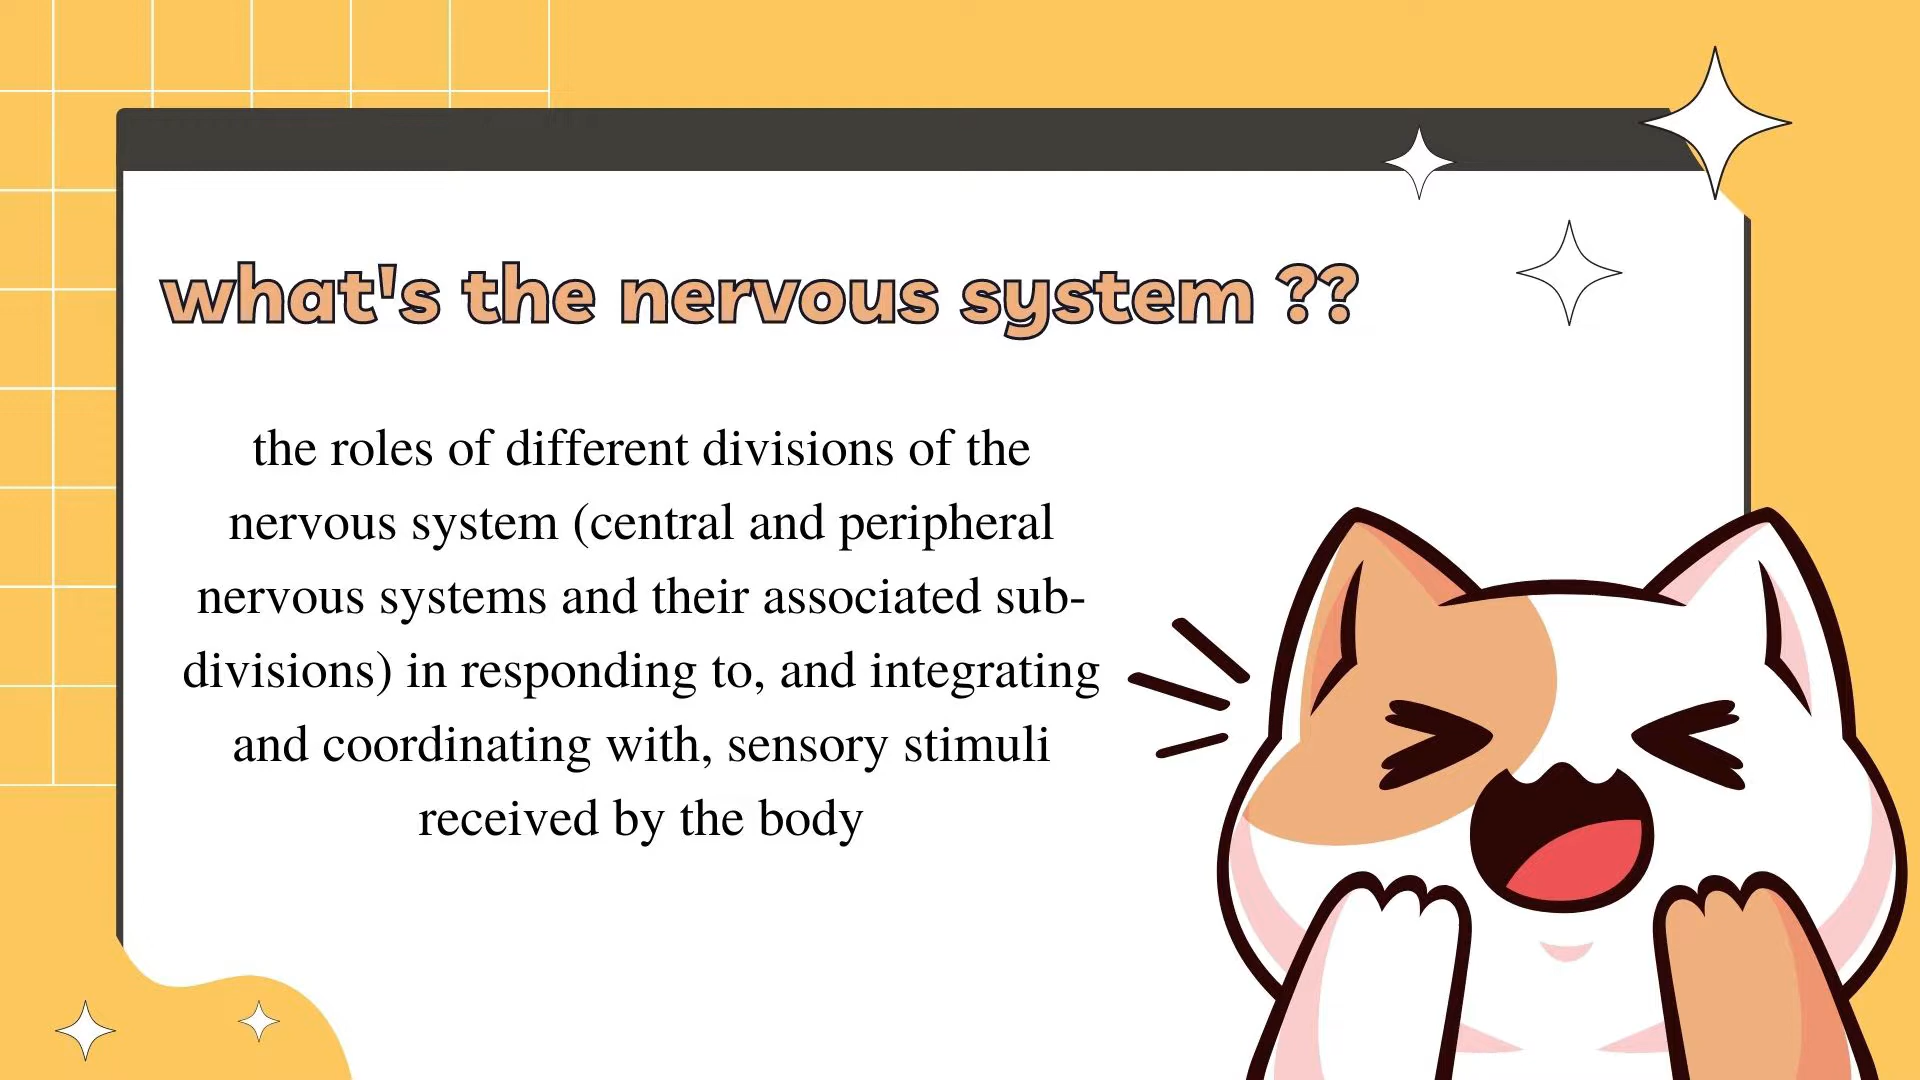 what's the nervous system ??
the roles of different divisions of the
nervous system (central and peripheral
nervous systems and their associated sub-
divisions) in responding to, and integrating
and coordinating with, sensory stimuli
received by the body